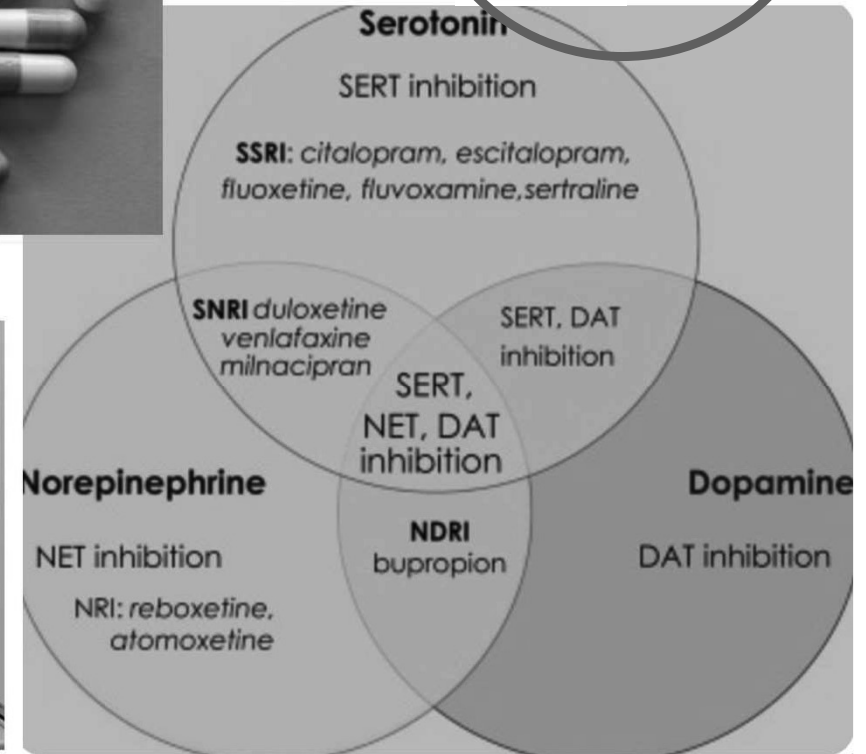 Serotonin
SERT inhibition
SSRI: citalopram, escitalopram,
fluoxetine, fluvoxamine,sertraline
SNRI duloxetine
venlafaxine
milnacipran
SERT, DAT
inhibition
SERT,
NET, DAT
inhibition
Norepinephrine
NET inhibition
NRI: reboxetine,
atomoxetine
NDRI
bupropion
Dopamine
DAT inhibition